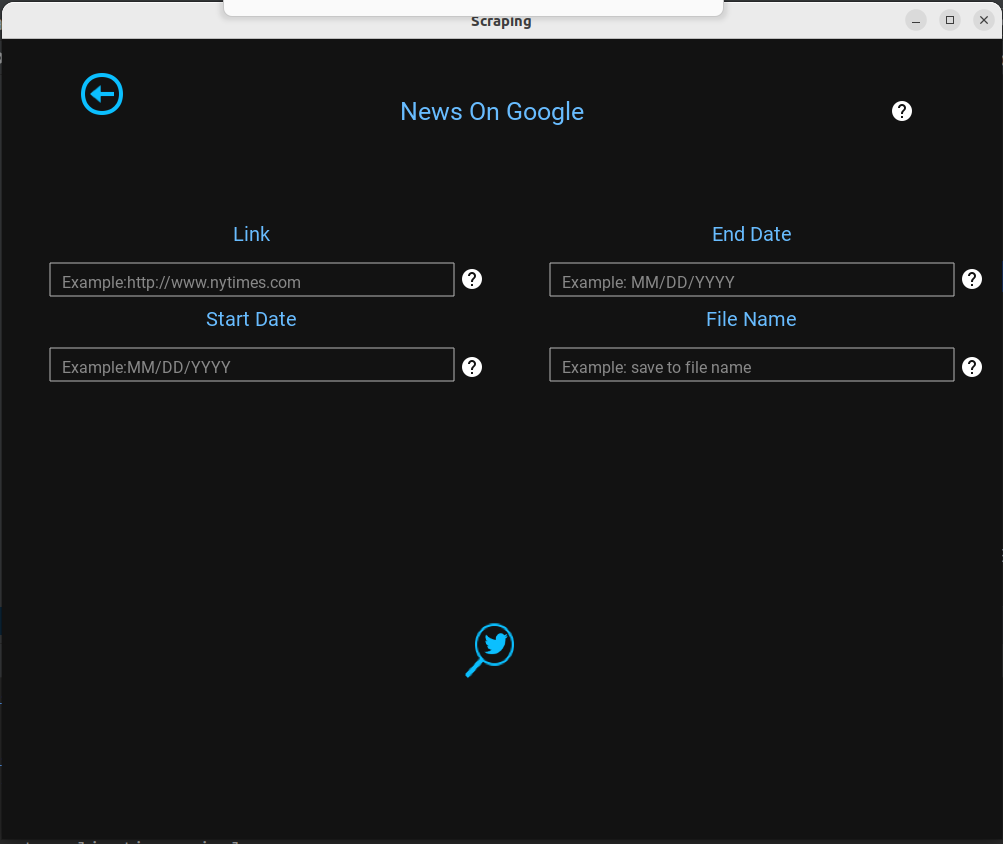 Scraping
News On Google
?
Link
End Date
Example:http://www.nytimes.com
?
Example: MM/DD/YYYY
?
Start Date
File Name
Example:MM/DD/YYYY
?
Example: save to file name
?